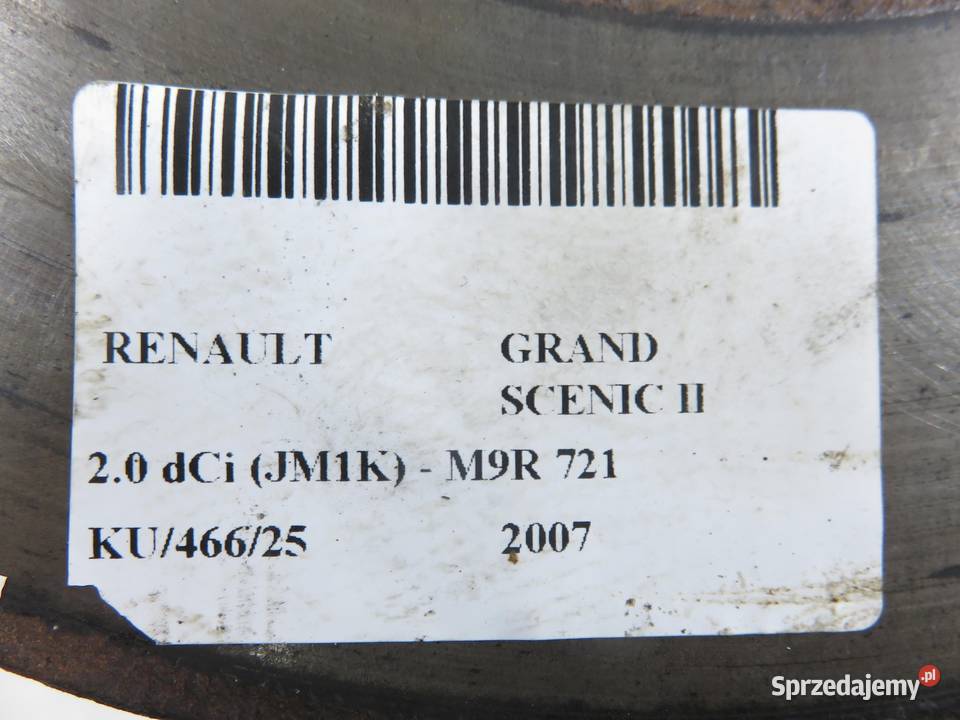 RENAULT GRAND
SCENIC II
2.0 dCi (JM1K) - M9R 721
KU/466/25 2007
Sprzedajemy.pl